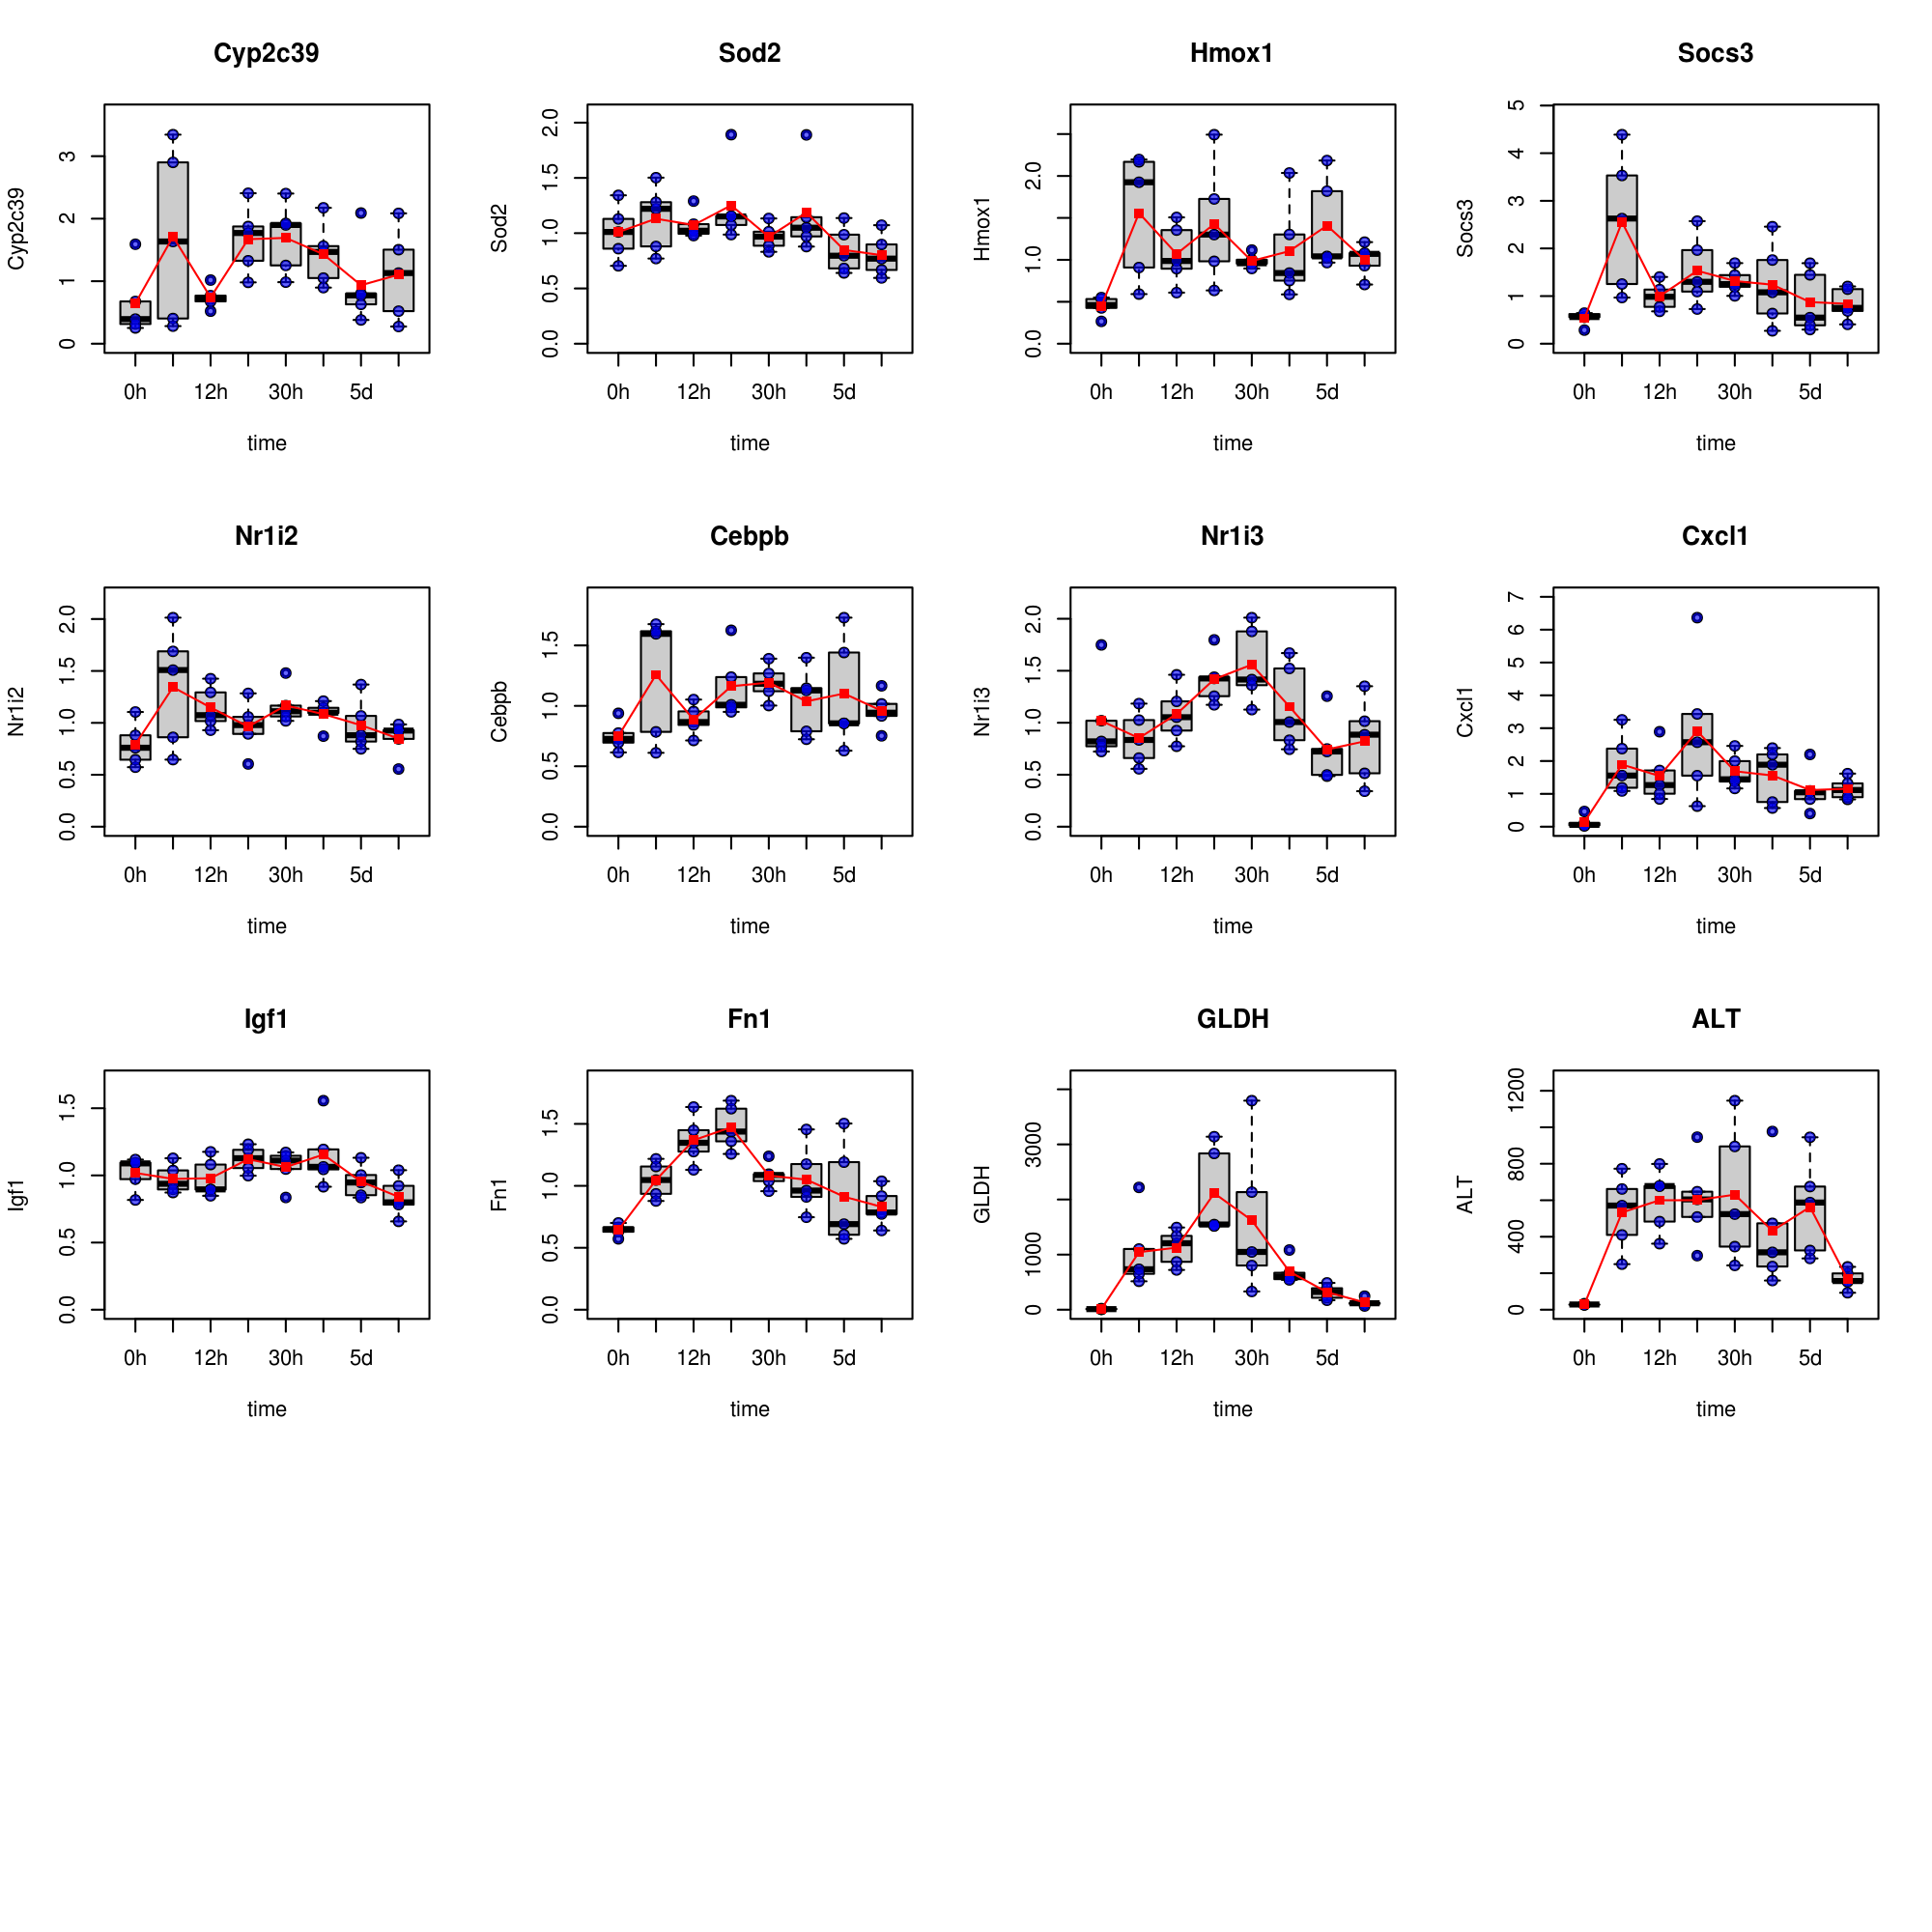 Cyp2c39 Sod2 Hmox1 Socs3
Cyp2c39 0 1 2 3
Sod2 0.0 0.5 1.0 1.5 2.0
Hmox1 0.0 1.0 2.0
Socs3 0 1 2 3 4 5
0h 12h 30h 5d 0h 12h 30h 5d 0h 12h 30h 5d 0h 12h 30h 5d
time time time time
Nr1i2 Cebpb Nr1i3 Cxcl1
Nr1i2 0.0 0.5 1.0 1.5 2.0
Cebpb 0.0 0.5 1.0 1.5
Nr1i3 0.0 0.5 1.0 1.5 2.0
Cxcl1 0 1 2 3 4 5 6 7
0h 12h 30h 5d 0h 12h 30h 5d 0h 12h 30h 5d 0h 12h 30h 5d
time time time time
Igf1 Fn1 GLDH ALT
Igf1 0.0 0.5 1.0 1.5
Fn1 0.0 0.5 1.0 1.5
GLDH 0 1000 3000
ALT 0 400 800 1200
0h 12h 30h 5d 0h 12h 30h 5d 0h 12h 30h 5d 0h 12h 30h 5d
time time time time